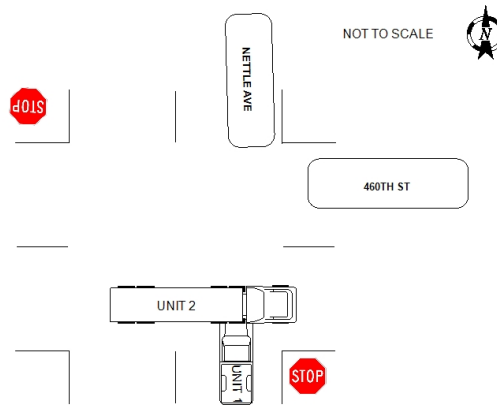 NOT TO SCALE
N
STOP
NETTLE AVE
460TH ST
UNIT 2
UNIT 1
STOP